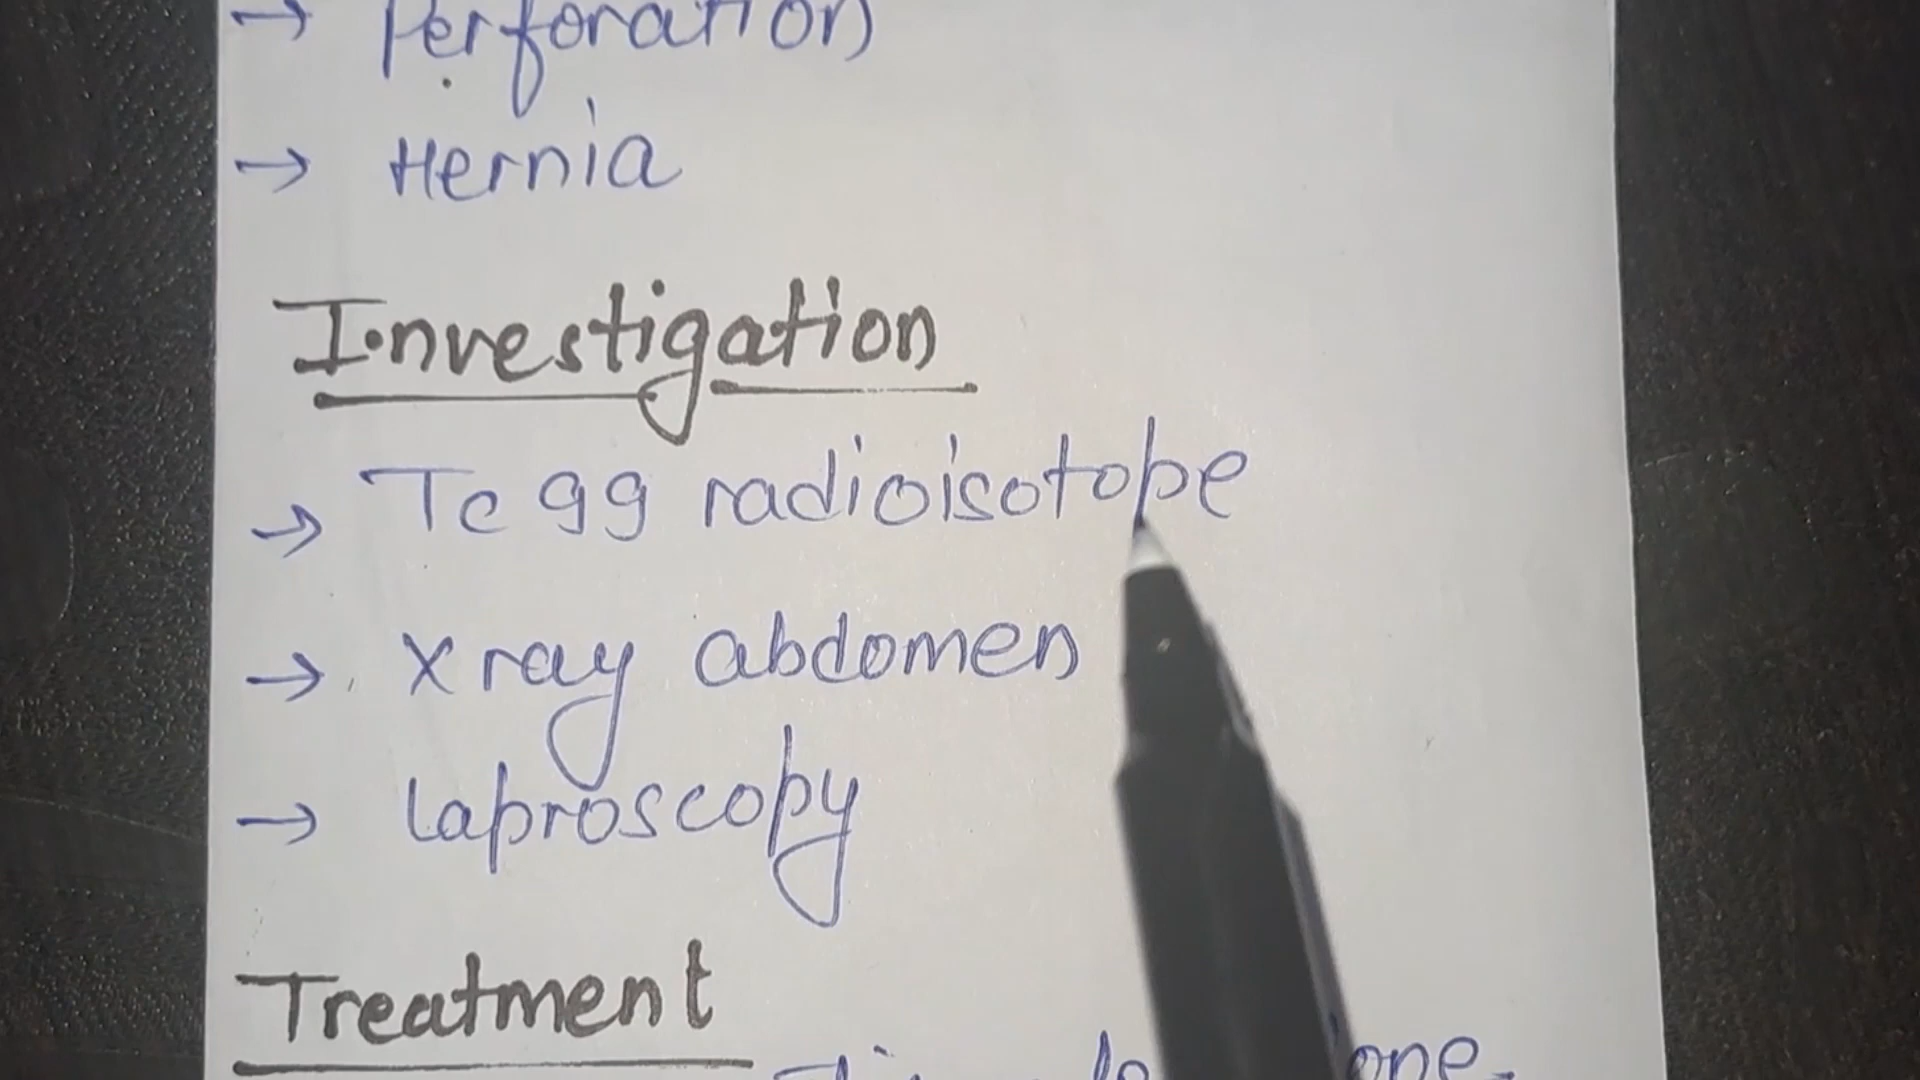 → Perforation
→ Hernia
Investigation
→ Tc 99 radioisotope
→ X ray abdomen
→ Laproscopy
Treatment